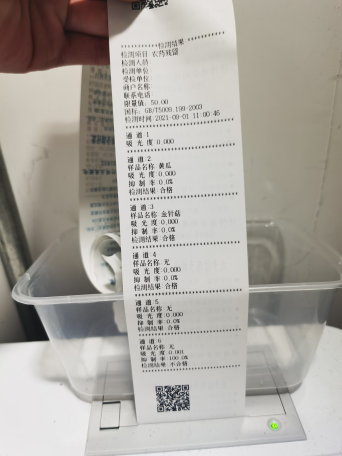 检测结果
检测项目 农药残留
检测人员
检测单位
受检单位
商户名称
联系电话
限量值: 50.00
国标: GB/T5009.199-2003
检测时间 2021-09-01 11:00:46
通 道 1
吸 光 度 0.000
通 道 2
样品名称 黄瓜
吸 光 度 0.000
抑 制 率 0.0%
检测结果 合格
通 道 3
样品名称 金针菇
吸 光 度 0.000
抑 制 率 0.0%
检测结果 合格
通 道 4
样品名称 无
吸 光 度 0.000
抑 制 率 0.0%
检测结果 合格
通 道 5
样品名称 无
吸 光 度 0.000
抑 制 率 0.0%
检测结果 合格
通 道 6
样品名称 无
吸 光 度 0.001
抑 制 率 100.0%
检测结果 不合格